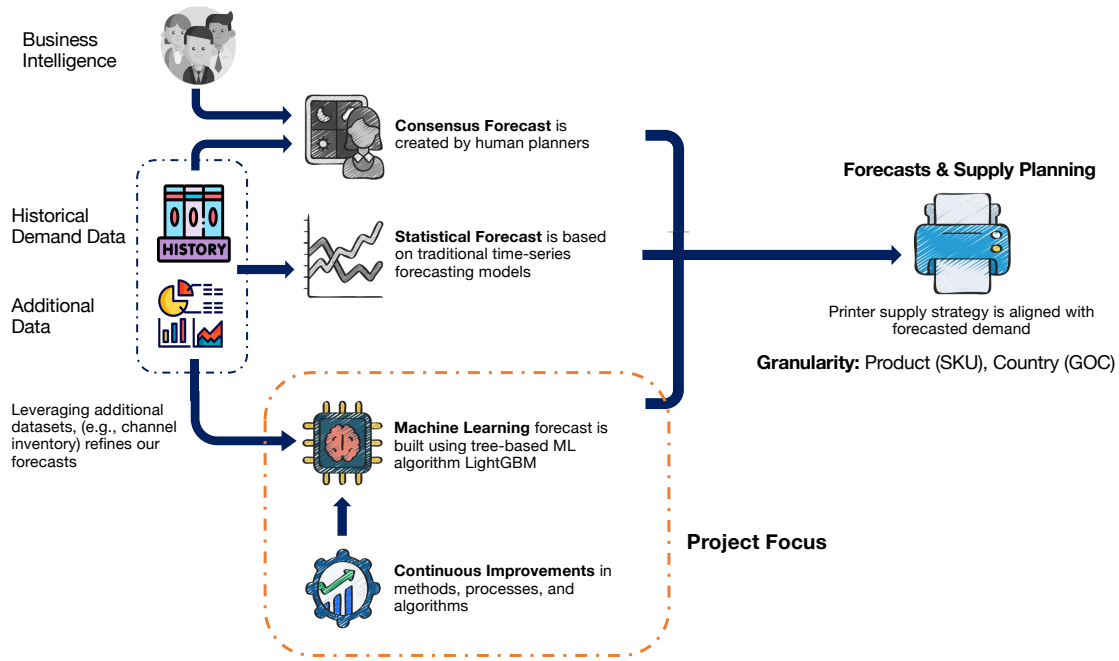 Business
Intelligence
Consensus Forecast is
created by human planners
Historical
Demand Data
HISTORY
Additional
Data
Statistical Forecast is based
on traditional time-series
forecasting models
Forecasts & Supply Planning
Printer supply strategy is aligned with
forecasted demand
Granularity: Product (SKU), Country (GOC)
Leveraging additional
datasets, (e.g., channel
inventory) refines our
forecasts
Machine Learning forecast is
built using tree-based ML
algorithm LightGBM
Project Focus
Continuous Improvements in
methods, processes, and
algorithms